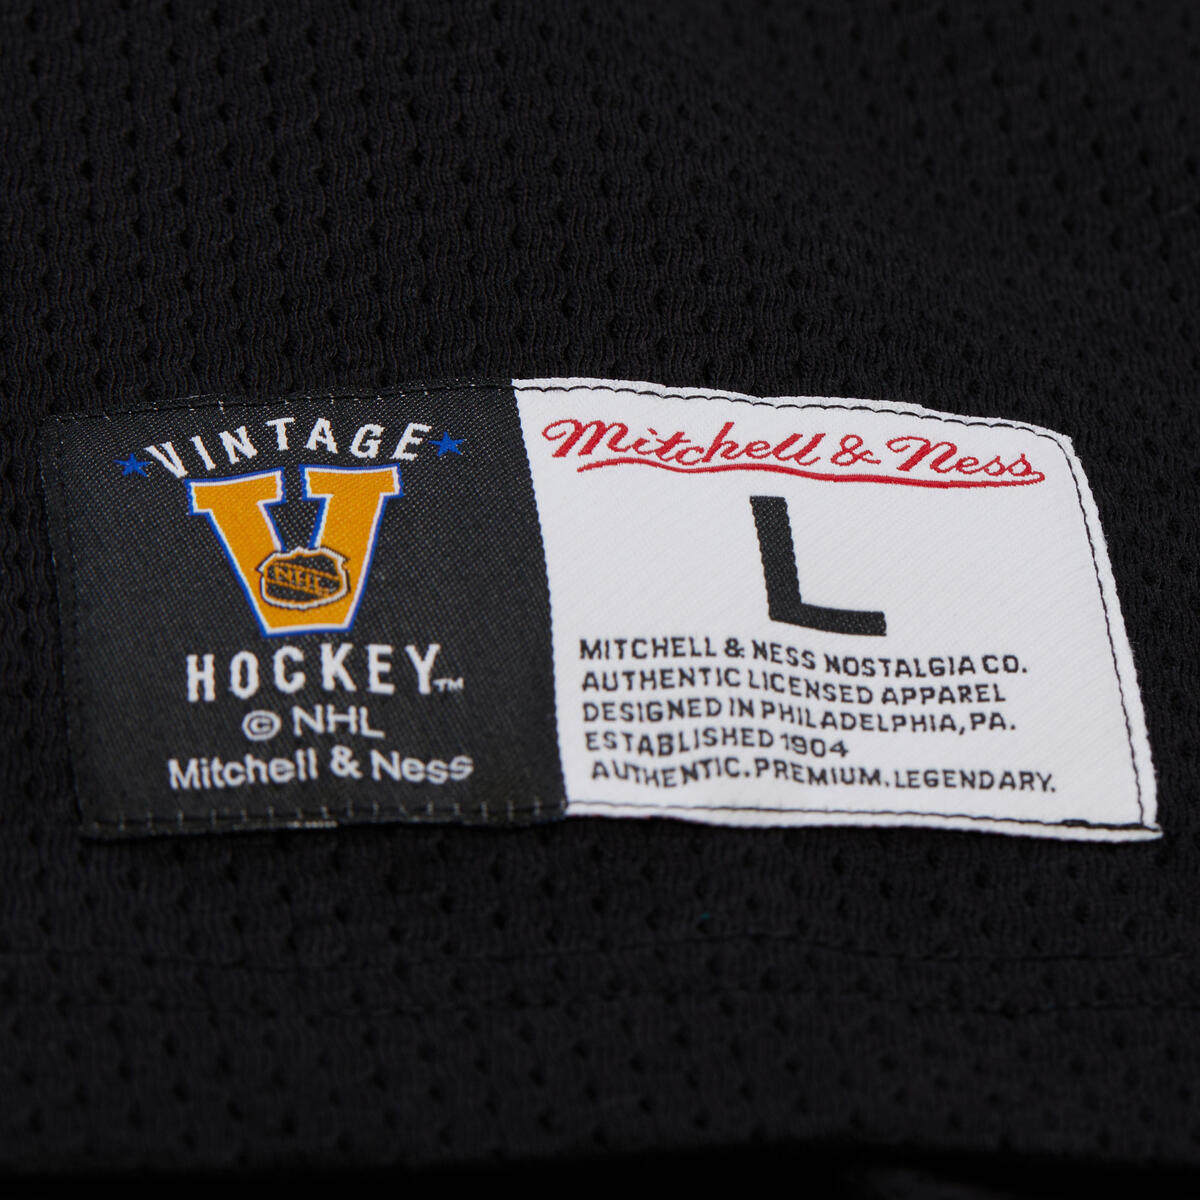 VINTAGE
NHL
HOCKEY™
© NHL
Mitchell & Ness
Mitchell & Ness
L
MITCHELL & NESS NOSTALGIA CO.
AUTHENTIC LICENSED APPAREL
DESIGNED IN PHILADELPHIA, PA.
ESTABLISHED 1904
AUTHENTIC. PREMIUM. LEGENDARY.